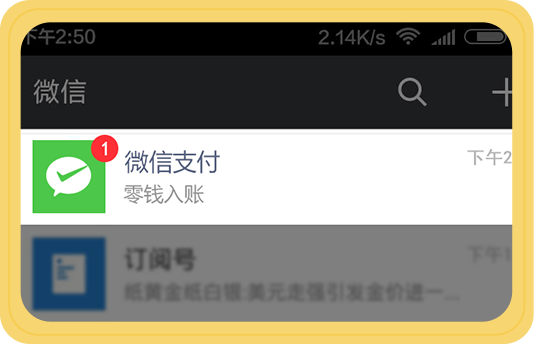 下午2:50 2.14K/s
微信
1
微信支付 下午2
零钱入账
订阅号 下午1
纸黄金纸白银:美元走强引发金价进一...